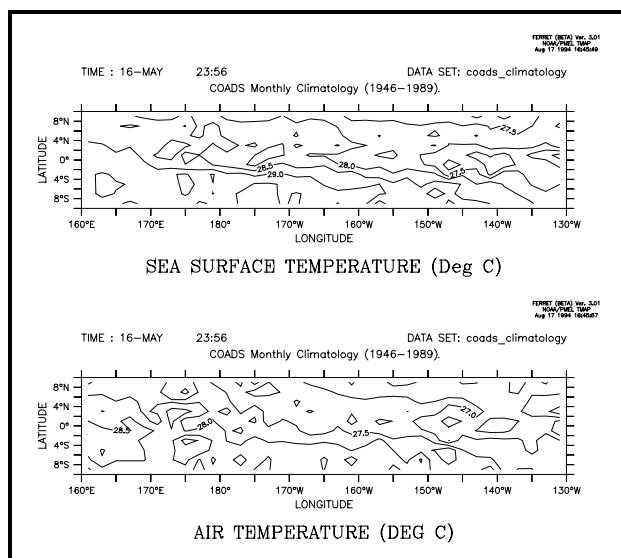 FERRET (BETA) Ver. 3.01
NOAA/PMEL TMAP
Aug 17 1994 16:45:49
TIME : 16-MAY 23:56 DATA SET: coads_climatology
COADS Monthly Climatology (1946-1989).
8°N
4°N
0°
4°S
8°S
LATITUDE
27.5
28.5
29.0
28.0
27.5
160°E 170°E 180° 170°W 160°W 150°W 140°W 130°W
LONGITUDE
SEA SURFACE TEMPERATURE (Deg C)
FERRET (BETA) Ver. 3.01
NOAA/PMEL TMAP
Aug 17 1994 16:45:57
TIME : 16-MAY 23:56 DATA SET: coads_climatology
COADS Monthly Climatology (1946-1989).
8°N
4°N
0°
4°S
8°S
LATITUDE
28.5
28.0
27.5
27.0
160°E 170°E 180° 170°W 160°W 150°W 140°W 130°W
LONGITUDE
AIR TEMPERATURE (DEG C)